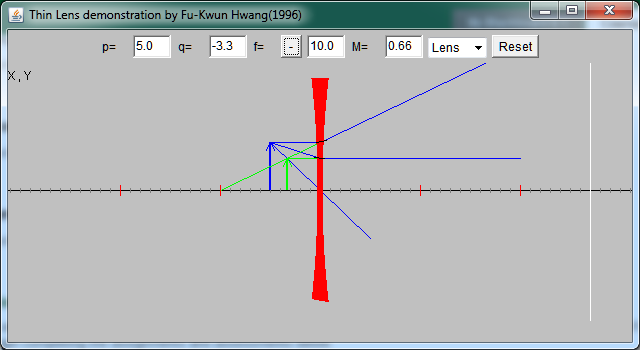 Thin Lens demonstration by Fu-Kwun Hwang(1996)
p= 5.0 q= -3.3 f= - 10.0 M= 0.66 Lens Reset
X,Y